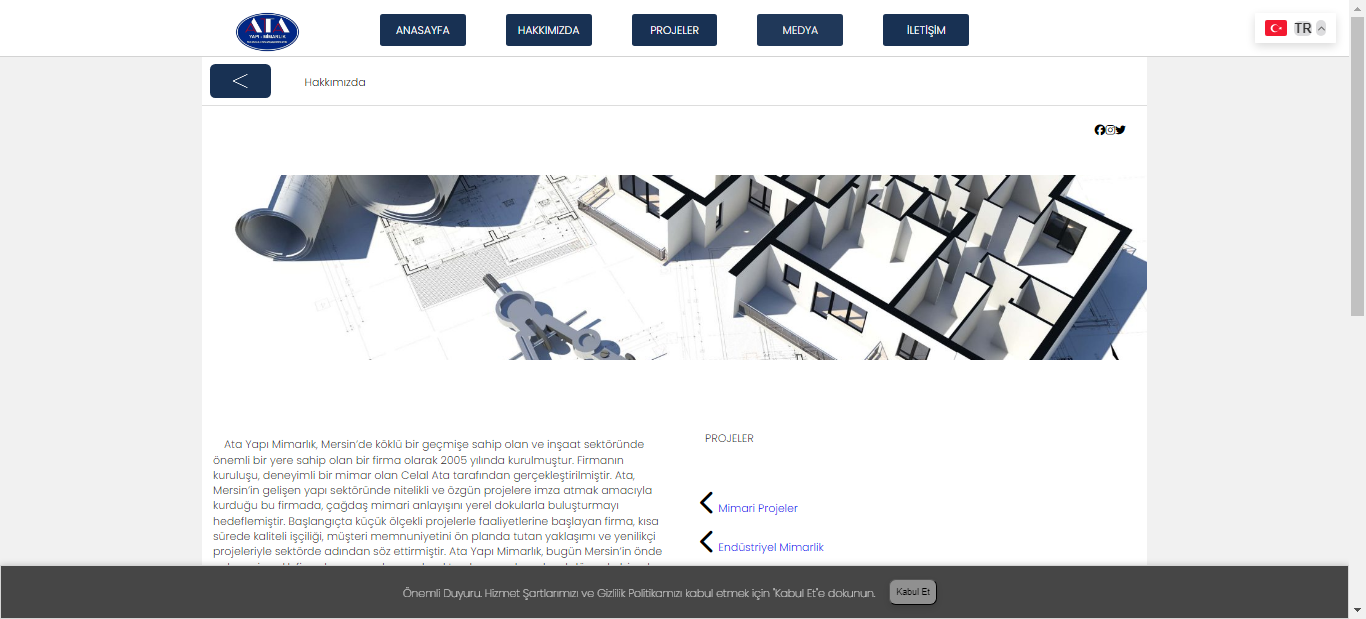 ATA
YAPI - MİMARLIK
ANASAYFA
HAKKIMIZDA
PROJELER
MEDYA
İLETİŞİM
TR
Hakkımızda
Ata Yapı Mimarlık, Mersin’de köklü bir geçmişe sahip olan ve inşaat sektöründe
önemli bir yere sahip olan bir firma olarak 2005 yılında kurulmuştur. Firmanın
kuruluşu, deneyimli bir mimar olan Celal Ata tarafından gerçekleştirilmiştir. Ata,
Mersin’in gelişen yapı sektöründe nitelikli ve özgün projelere imza atmak amacıyla
kurduğu bu firmada, çağdaş mimari anlayışını yerel dokularla buluşturmayı
hedeflemiştir. Başlangıçta küçük ölçekli projelerle faaliyetlerine başlayan firma, kısa
sürede kaliteli işçiliği, müşteri memnuniyetini ön planda tutan yaklaşımı ve yenilikçi
projeleriyle sektörde adından söz ettirmiştir. Ata Yapı Mimarlık, bugün Mersin’in önde
PROJELER
Mimari Projeler
Endüstriyel Mimarlik
Önemli Duyuru. Hizmet Şartlarımızı ve Gizlilik Politikamızı kabul etmek için "Kabul Et"e dokunun.
Kabul Et